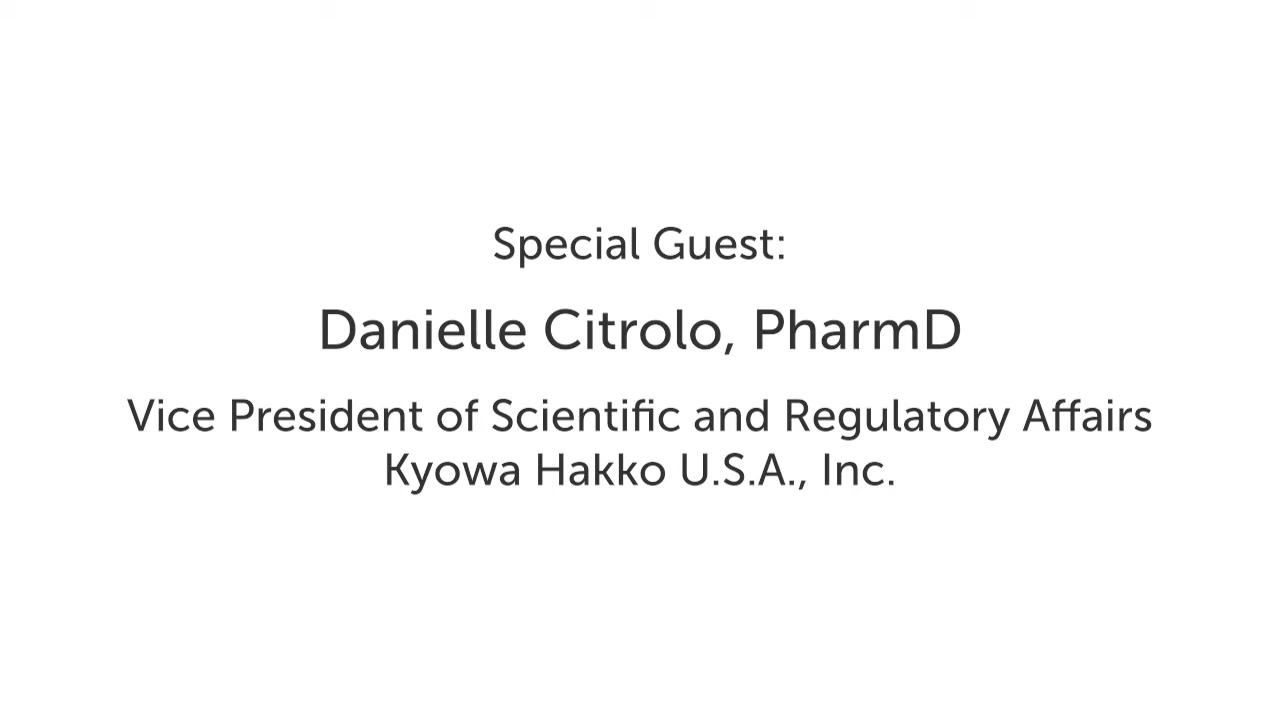 Special Guest:
Danielle Citrolo, PharmD
Vice President of Scientific and Regulatory Affairs
Kyowa Hakko U.S.A., Inc.